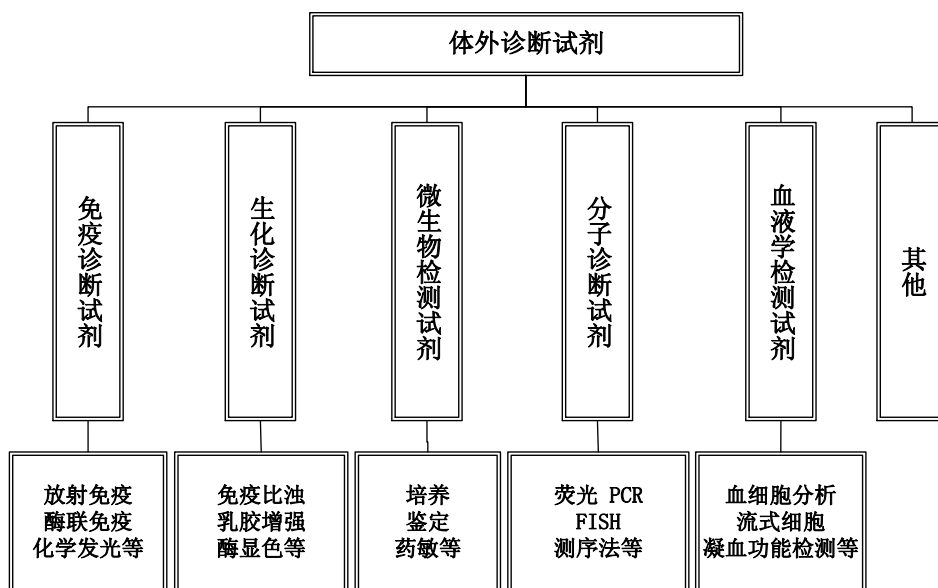 体外诊断试剂
免疫诊断试剂
生化诊断试剂
微生物检测试剂
分子诊断试剂
血液学检测试剂
其他
放射免疫
酶联免疫
化学发光等
免疫比浊
乳胶增强
酶显色等
培养
鉴定
药敏等
荧光 PCR
FISH
测序法等
血细胞分析
流式细胞
凝血功能检测等